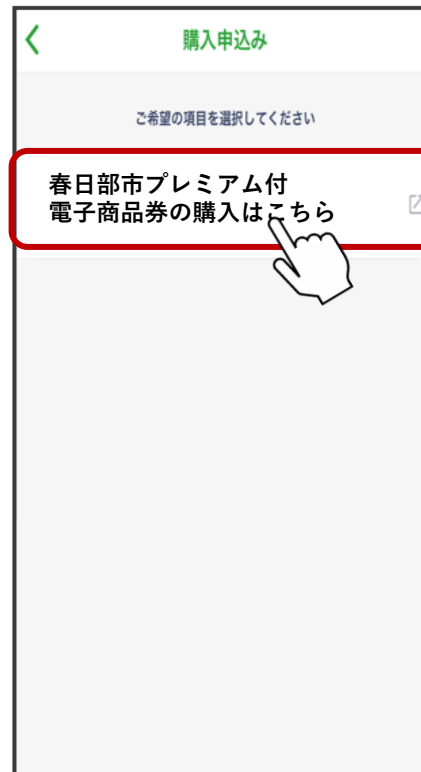 購入申込み
ご希望の項目を選択してください
春日部市プレミアム付
電子商品券の購入はこちら